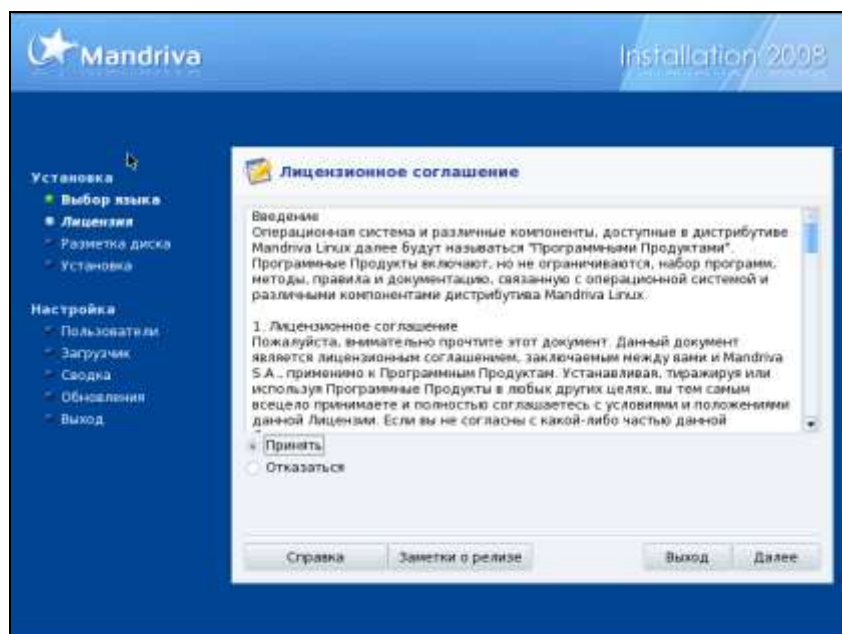 Mandriva
Installation 2008
Установка
Выбор языка
Лицензия
Разметка диска
Установка
Настройка
Пользователи
Загрузчик
Сводка
Обновления
Выход
Лицензионное соглашение
Введение
Операционная система и различные компоненты, доступные в дистрибутиве
Mandriva Linux далее будут называться "Программными Продуктами".
Программные Продукты включают, но не ограничиваются, набор программ,
методы, правила и документацию, связанную с операционной системой и
различными компонентами дистрибутива Mandriva Linux.
1. Лицензионное соглашение
Пожалуйста, внимательно прочтите этот документ. Данный документ
является лицензионным соглашением, заключаемым между вами и Mandriva
S.A., применимо к Программным Продуктам. Устанавливая, тиражируя или
используя Программные Продукты в любых других целях, вы тем самым
всецело принимаете и полностью соглашаетесь с условиями и положениями
данной Лицензии. Если вы не согласны с какой-либо частью данной
Принять
Отказаться
Справка
Заметки о релизе
Выход
Далее